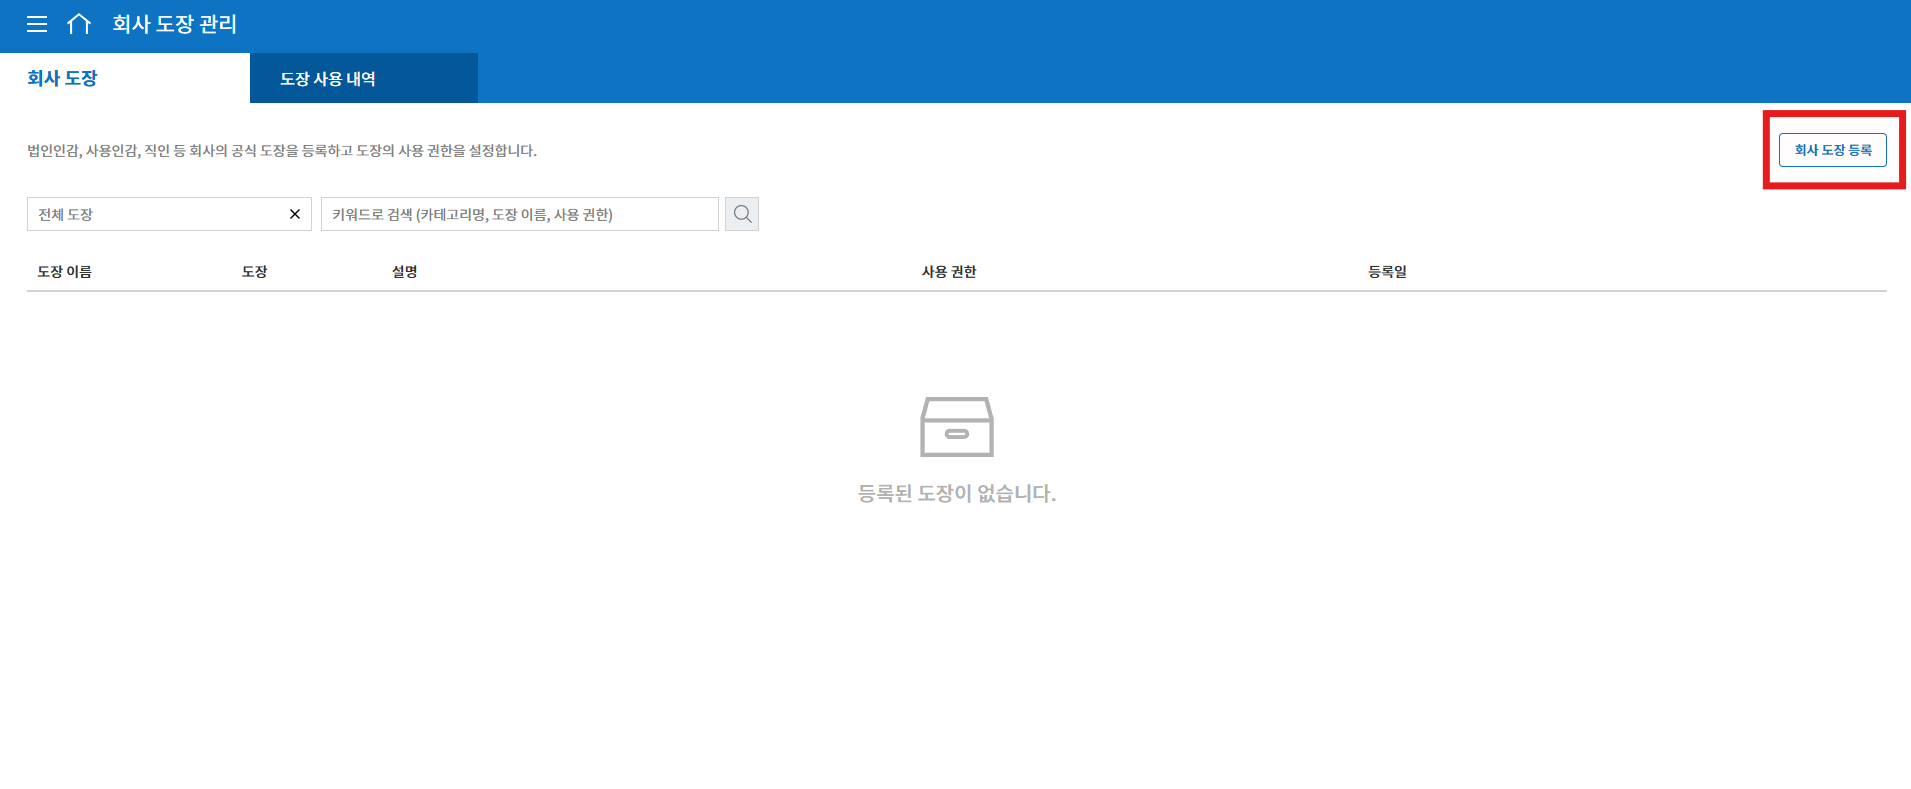 회사 도장 관리
회사 도장
도장 사용 내역
법인인감, 사용인감, 직인 등 회사의 공식 도장을 등록하고 도장의 사용 권한을 설정합니다.
회사 도장 등록
전체 도장
키워드로 검색 (카테고리명, 도장 이름, 사용 권한)
도장 이름 도장 설명 사용 권한 등록일
등록된 도장이 없습니다.